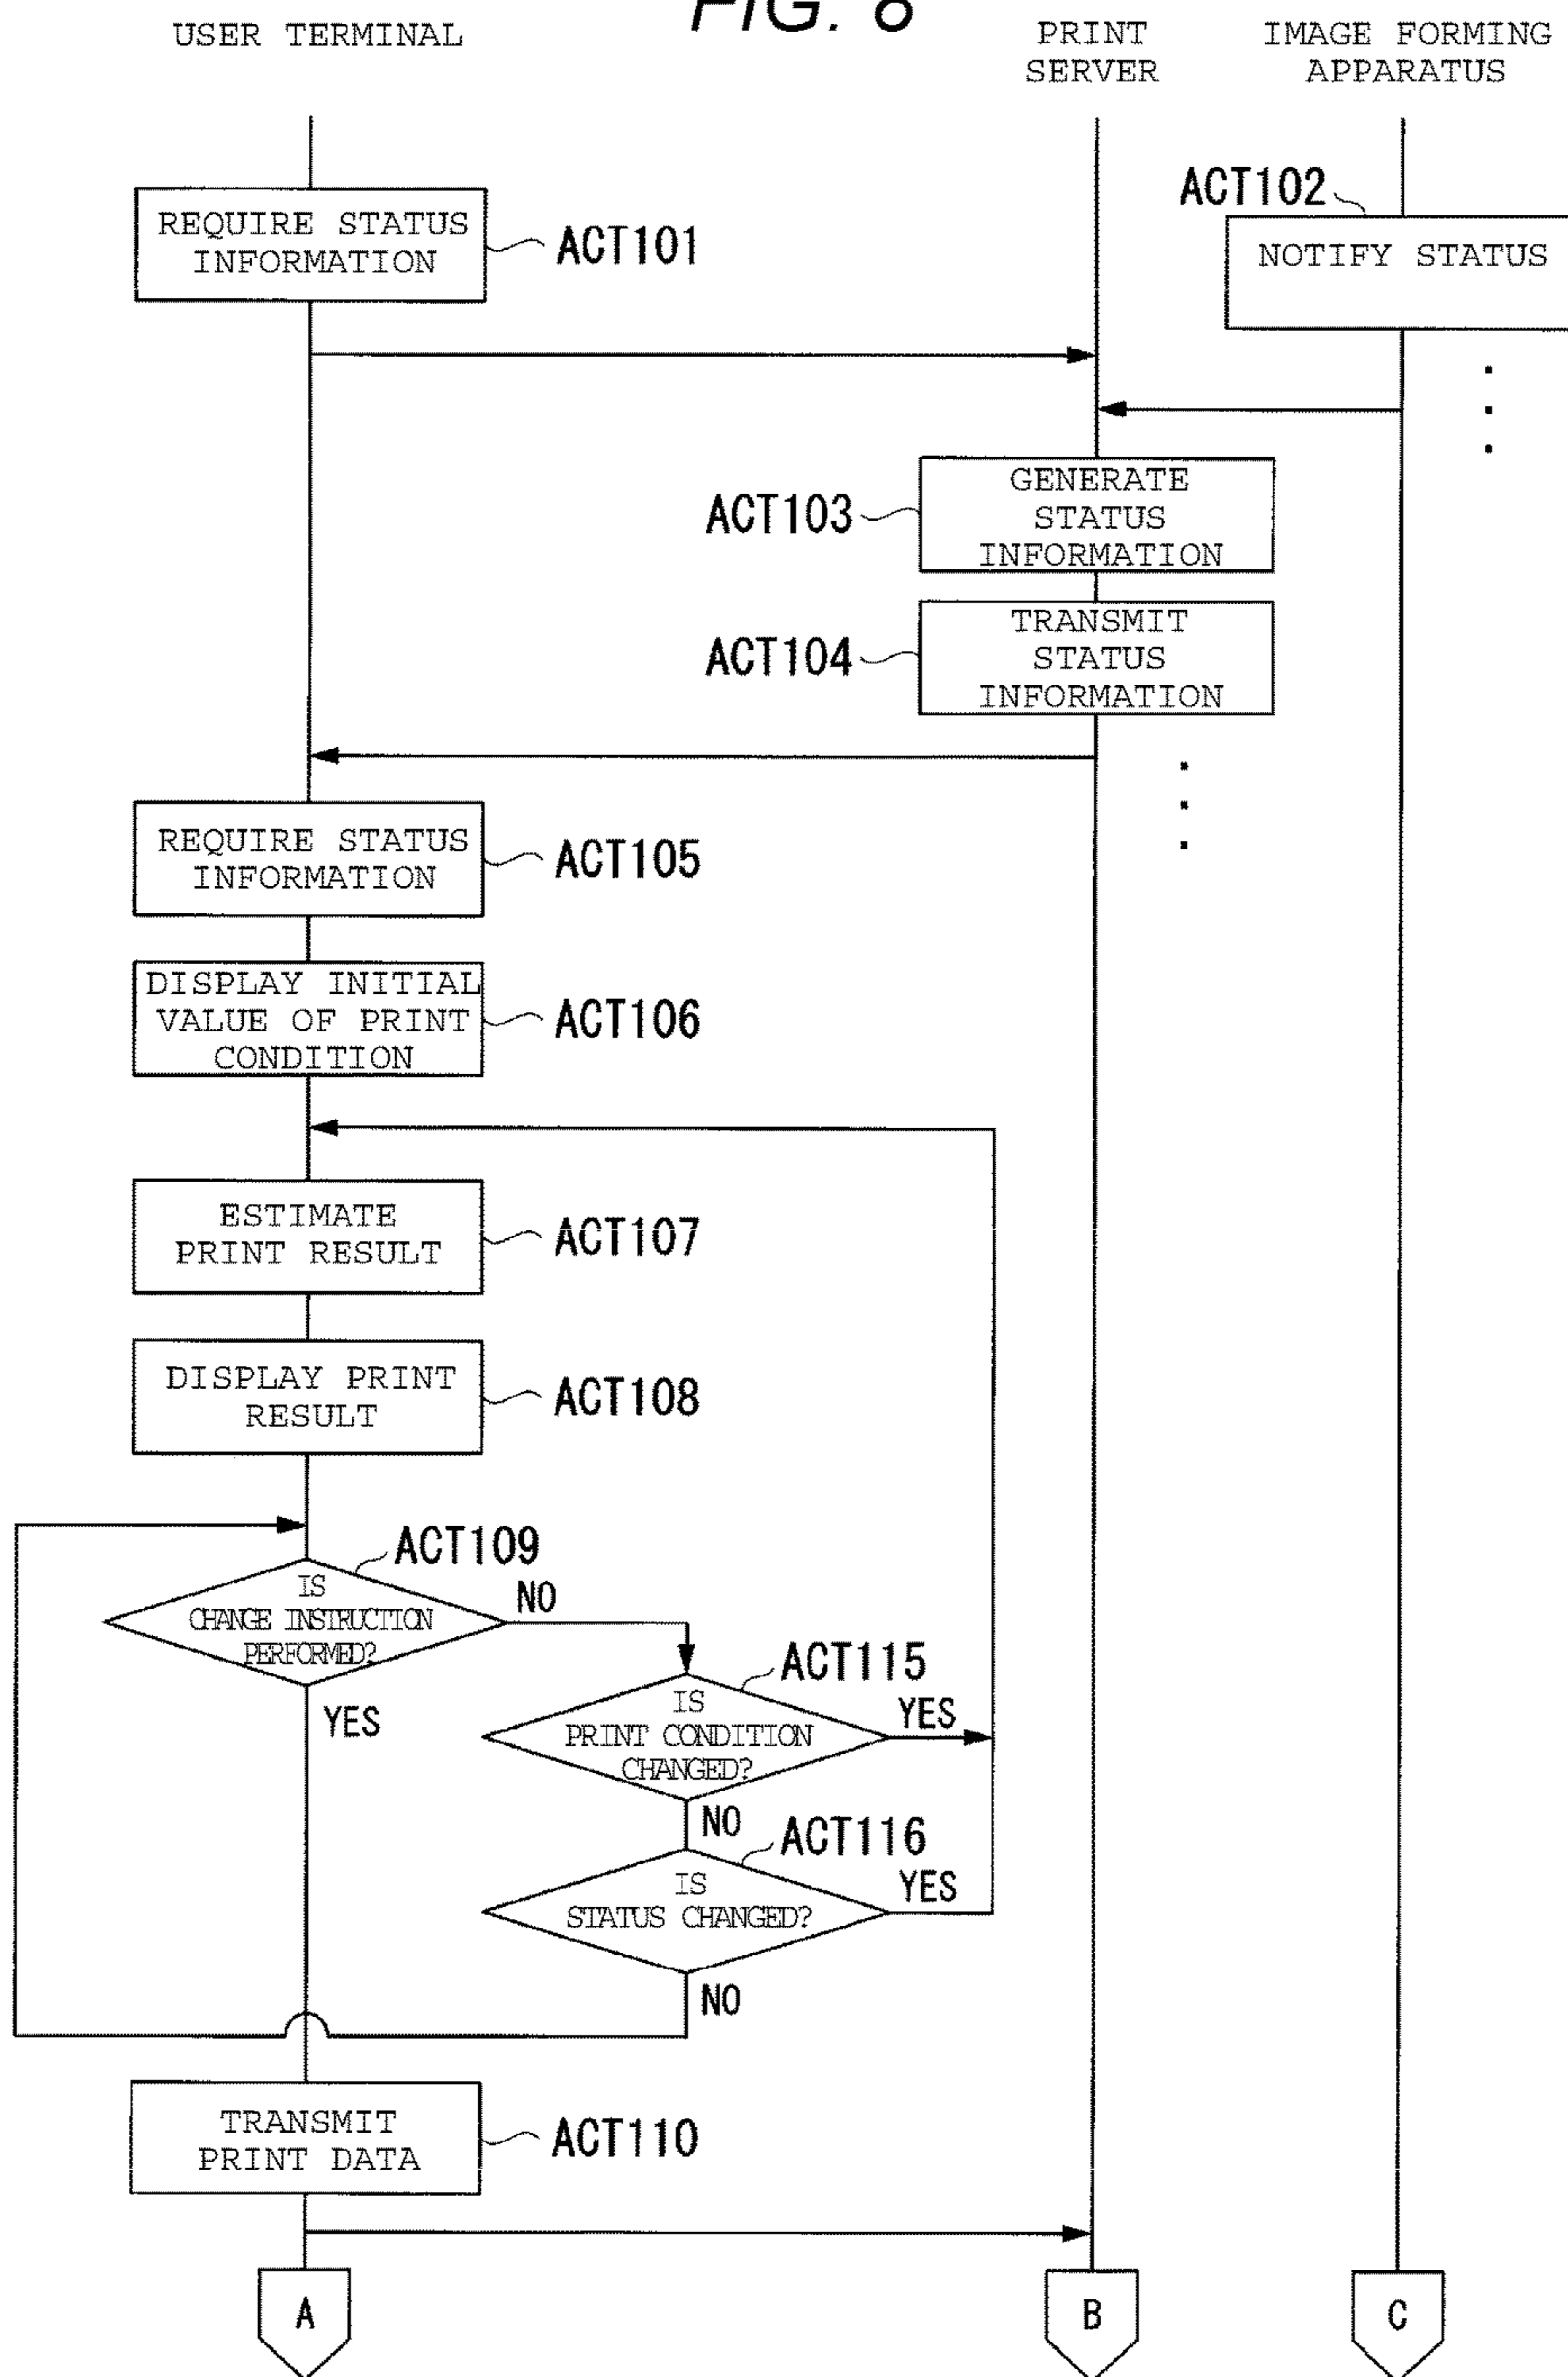 FIG. 8
USER TERMINAL
PRINT
SERVER
IMAGE FORMING
APPARATUS
REQUIRE STATUS
INFORMATION
ACT101
ACT102
NOTIFY STATUS
GENERATE
STATUS
INFORMATION
ACT103
TRANSMIT
STATUS
INFORMATION
ACT104
REQUIRE STATUS
INFORMATION
ACT105
DISPLAY INITIAL
VALUE OF PRINT
CONDITION
ACT106
ESTIMATE
PRINT RESULT
ACT107
DISPLAY PRINT
RESULT
ACT108
ACT109
IS
CHANGE INSTRUCTION
PERFORMED?
NO
YES
ACT115
IS
PRINT CONDITION
CHANGED?
YES
NO
ACT116
IS
STATUS CHANGED?
YES
NO
TRANSMIT
PRINT DATA
ACT110
A
B
C